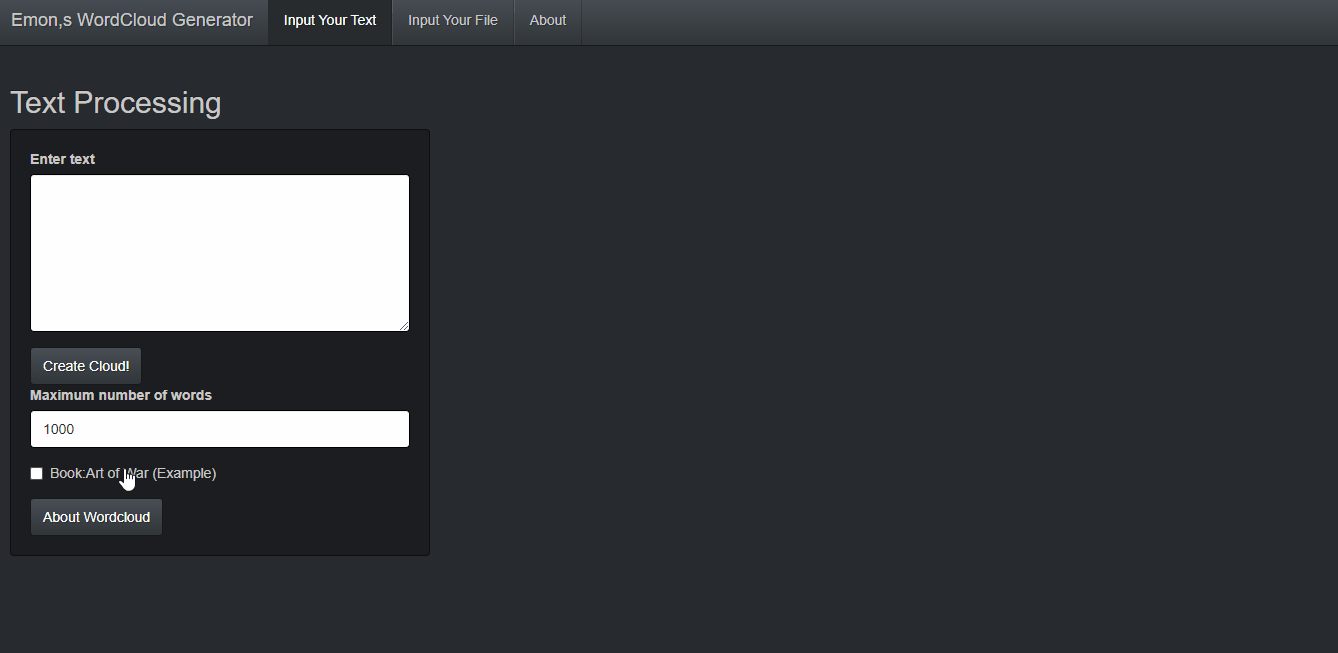 Emon,s WordCloud Generator
Input Your Text
Input Your File
About
Text Processing
Enter text
Create Cloud!
Maximum number of words
1000
Book:Art of War (Example)
About Wordcloud